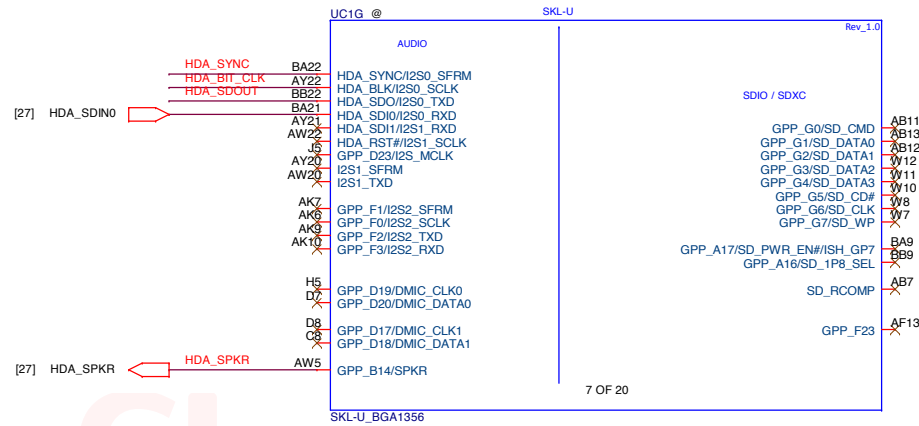 UC1G @ SKL-U
Rev_1.0
AUDIO
SDIO / SDXC
HDA_SYNC BA22 HDA_SYNC/I2S0_SFRM
HDA_BIT_CLK AY22 HDA_BLK/I2S0_SCLK
HDA_SDOUT BB22 HDA_SDO/I2S0_TXD
[27] HDA_SDIN0 BA21 HDA_SDI0/I2S0_RXD
AY21 HDA_SDI1/I2S1_RXD
AW22 HDA_RST#/I2S1_SCLK
J5 GPP_D23/I2S_MCLK
AY20 I2S1_SFRM
AW20 I2S1_TXD
AK7 GPP_F1/I2S2_SFRM
AK6 GPP_F0/I2S2_SCLK
AK9 GPP_F2/I2S2_TXD
AK10 GPP_F3/I2S2_RXD
H5 GPP_D19/DMIC_CLK0
D7 GPP_D20/DMIC_DATA0
D8 GPP_D17/DMIC_CLK1
C8 GPP_D18/DMIC_DATA1
[27] HDA_SPKR HDA_SPKR AW5 GPP_B14/SPKR
GPP_G0/SD_CMD AB11
GPP_G1/SD_DATA0 AB13
GPP_G2/SD_DATA1 AB12
GPP_G3/SD_DATA2 W12
GPP_G4/SD_DATA3 W11
GPP_G5/SD_CD# W10
GPP_G6/SD_CLK W8
GPP_G7/SD_WP W7
GPP_A17/SD_PWR_EN#/ISH_GP7 BA9
GPP_A16/SD_1P8_SEL BB9
SD_RCOMP AB7
GPP_F23 AF13
7 OF 20
SKL-U_BGA1356